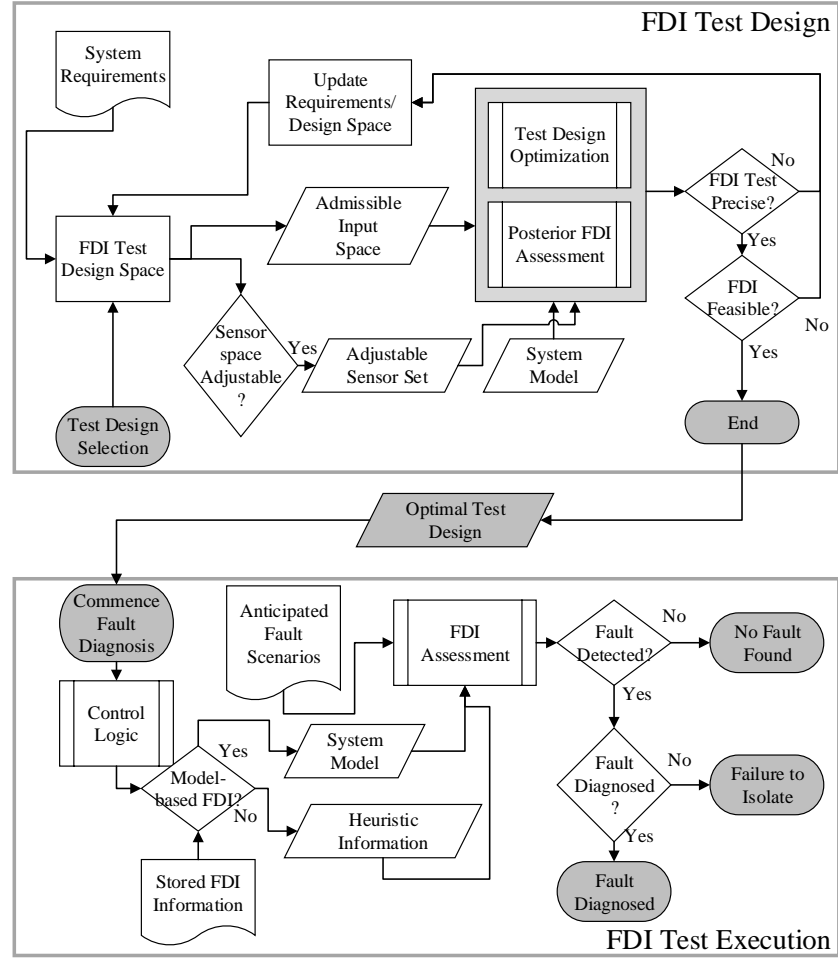 FDI Test Design
System
Requirements
Update
Requirements/
Design Space
Test Design
Optimization
No
FDI Test
Precise?
Admissible
Input
Space
FDI Test
Design Space
Posterior FDI
Assessment
Yes
FDI
Feasible?
No
Sensor
space
Adjustable
?
Yes
Adjustable
Sensor Set
System
Model
Yes
Test Design
Selection
End
Optimal Test
Design
Commence
Fault
Diagnosis
Anticipated
Fault
Scenarios
FDI
Assessment
Fault
Detected?
No
No Fault
Found
Yes
Control
Logic
Yes
System
Model
Model-
based FDI?
No
Fault
Diagnosed
?
No
Failure to
Isolate
Heuristic
Information
Yes
Stored FDI
Information
Fault
Diagnosed
FDI Test Execution